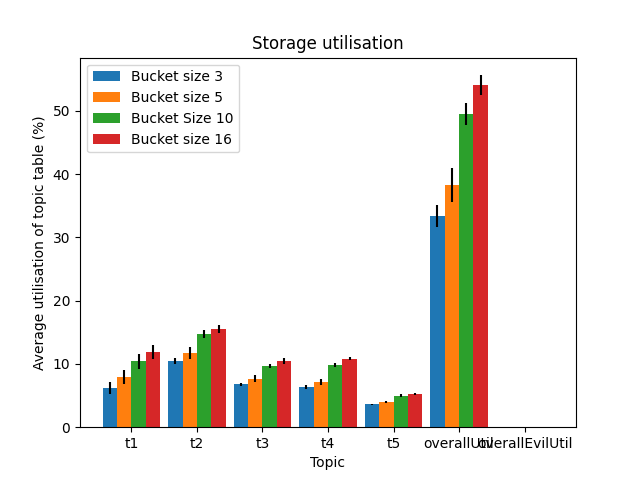 Storage utilisation
Bucket size 3
Bucket size 5
Bucket Size 10
Bucket size 16
Average utilisation of topic table (%)
50
40
30
20
10
0
t1 t2 t3 t4 t5 overallUtil overallEvilUtil
Topic